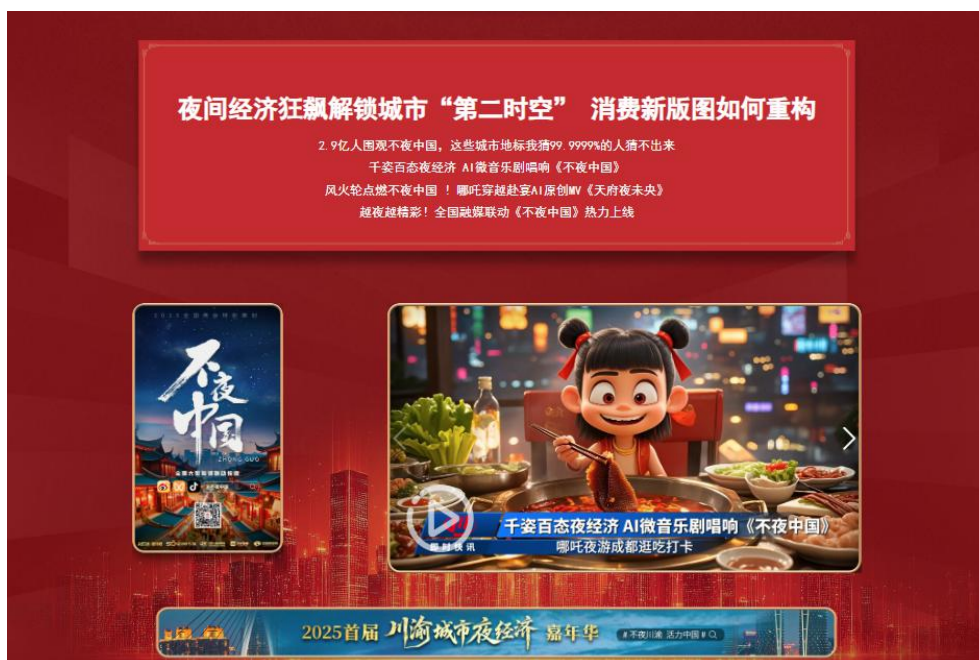 夜间经济狂飙解锁城市“第二时空” 消费新版图如何重构
2.9亿人围观不夜中国，这些城市地标我猜99.9999%的人猜不出来
千姿百态夜经济 AI微音乐剧唱响《不夜中国》
风火轮点燃不夜中国 ！哪吒穿越赴宴AI原创MV《天府夜未央》
越夜越精彩！全国融媒联动《不夜中国》热力上线
不夜
中国
ZHONG GUO
千姿百态夜经济 AI微音乐剧唱响《不夜中国》
即时快讯
哪吒夜游成都逛吃打卡
2025首届 川渝城市夜经济 嘉年华 #不夜川渝 活力中国#